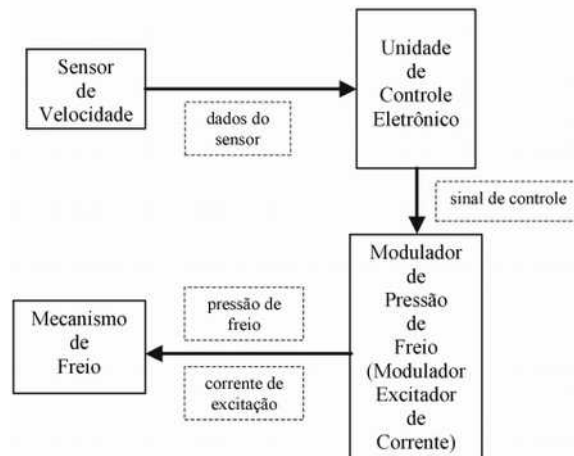 Sensor
de
Velocidade
dados do
sensor
Unidade
de
Controle
Eletrônico
sinal de controle
Modulador
de
Pressão
de
Freio
(Modulador
Excitador
de
Corrente)
pressão de
freio
corrente de
excitação
Mecanismo
de
Freio